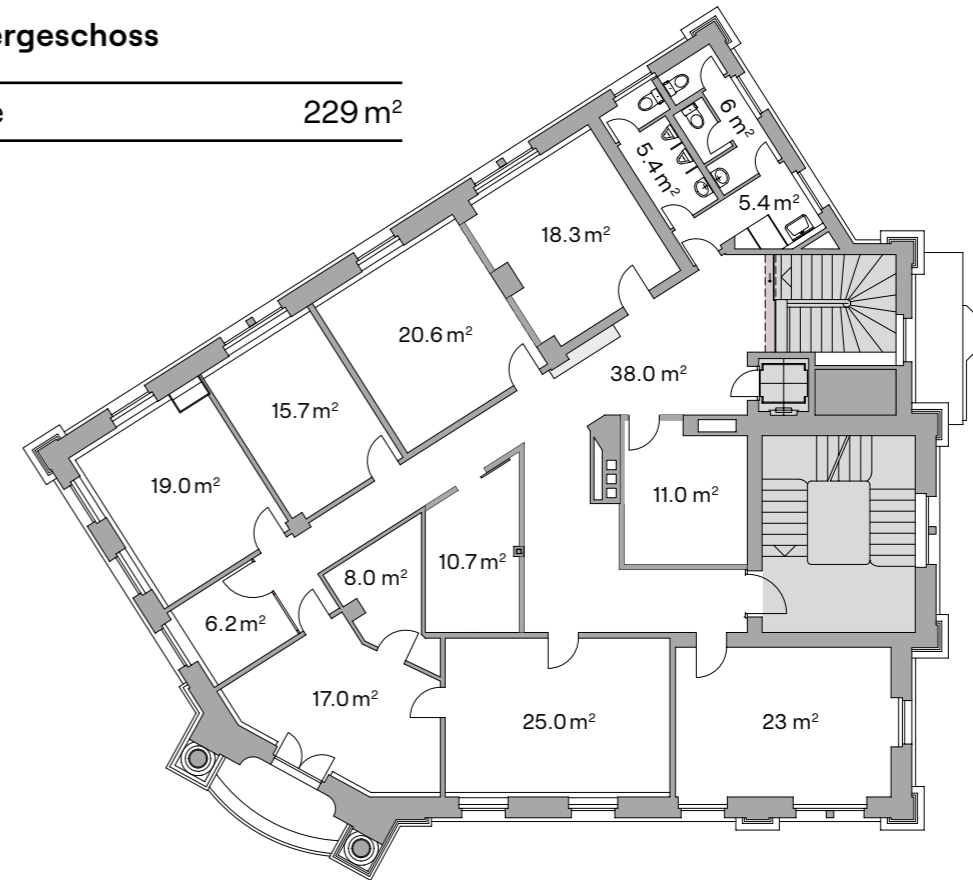 ergeschoss
e 229 m²
6 m²
5.4 m²
5.4 m²
18.3 m²
20.6 m²
38.0 m²
15.7 m²
19.0 m²
11.0 m²
10.7 m²
8.0 m²
6.2 m²
17.0 m²
25.0 m²
23 m²